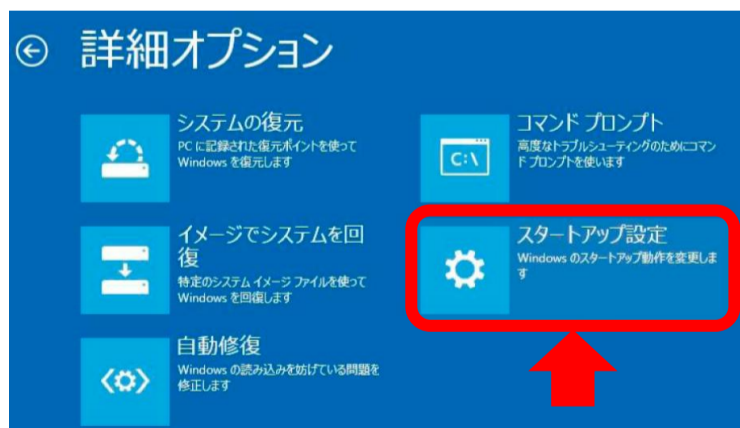 詳細オプション
システムの復元
PC に記録された復元ポイントを使って
Windows を復元します
イメージでシステムを回
復
特定のシステム イメージ ファイルを使って
Windows を回復します
自動修復
Windows の読み込みを妨げている問題を
修正します
コマンド プロンプト
C:\
高度なトラブルシューティングのためにコマン
ド プロンプトを使います
スタートアップ設定
Windows のスタートアップ動作を変更しま
す